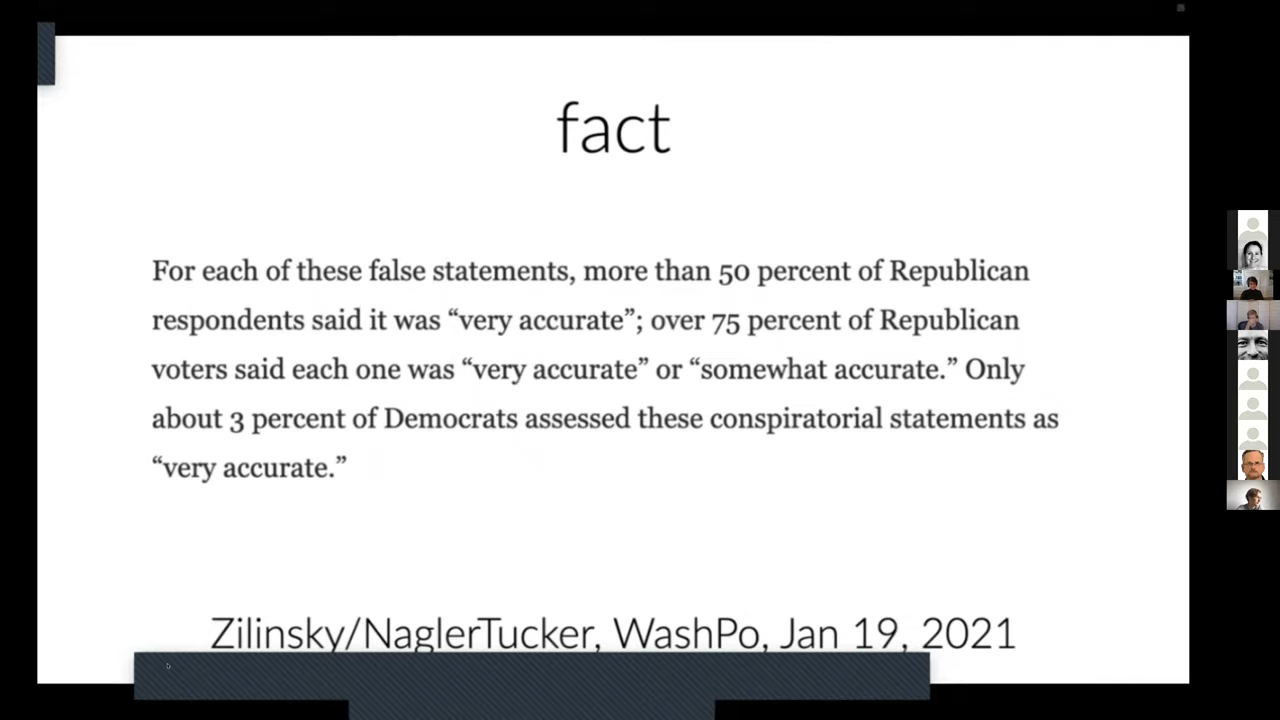 fact
For each of these false statements, more than 50 percent of Republican
respondents said it was “very accurate”; over 75 percent of Republican
voters said each one was “very accurate” or “somewhat accurate.” Only
about 3 percent of Democrats assessed these conspiratorial statements as
“very accurate.”
Zilinsky/NaglerTucker, WashPo, Jan 19, 2021